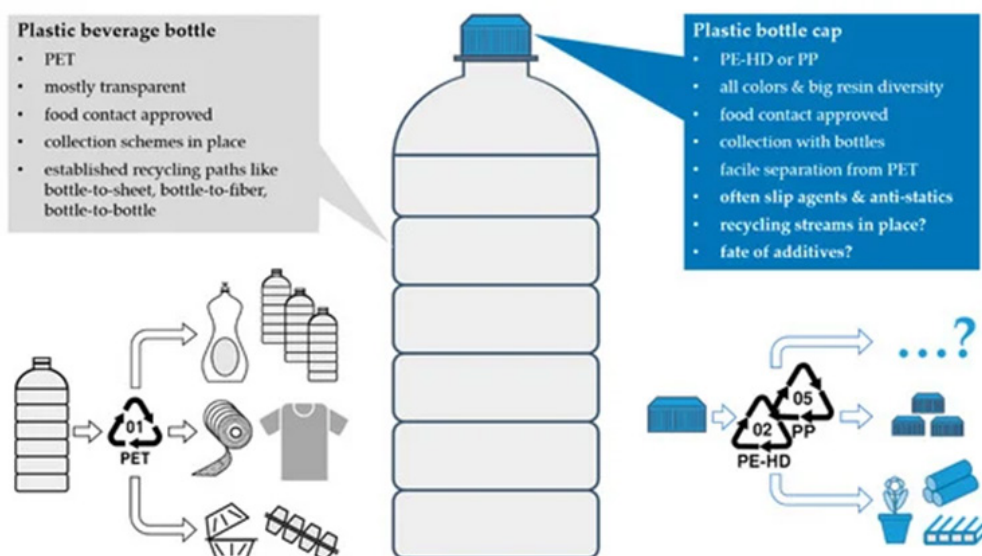 Plastic beverage bottle
• PET
• mostly transparent
• food contact approved
• collection schemes in place
• established recycling paths like
bottle-to-sheet, bottle-to-fiber,
bottle-to-bottle
Plastic bottle cap
• PE-HD or PP
• all colors & big resin diversity
• food contact approved
• collection with bottles
• facile separation from PET
• often slip agents & anti-statics
• recycling streams in place?
• fate of additives?
01
PET
02
PE-HD
05
PP
....?